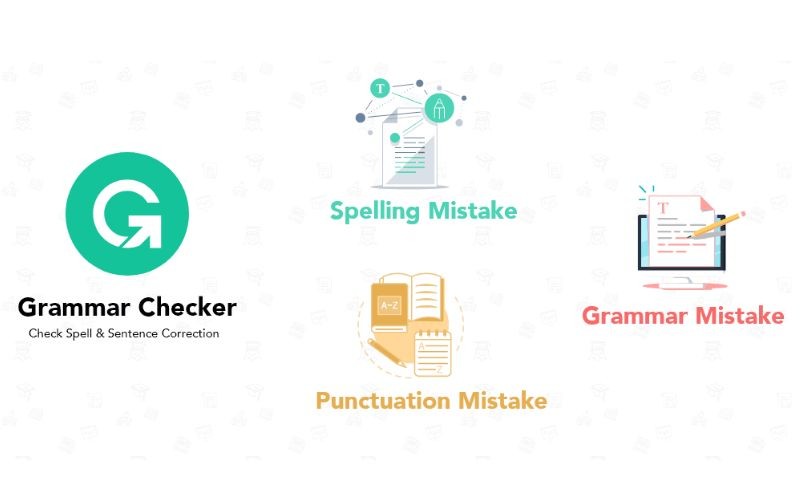 Grammar Checker
Check Spell & Sentence Correction
T
Spelling Mistake
A-Z
A
Z
Punctuation Mistake
T
Grammar Mistake